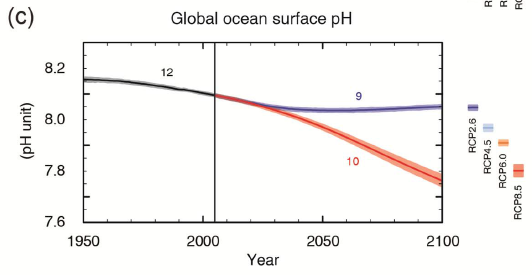 (c)
Global ocean surface pH
(pH unit)
8.2
8.0
7.8
7.6
12
9
10
1950
2000
2050
2100
Year
RCP2.6
RCP4.5
RCP6.0
RCP8.5